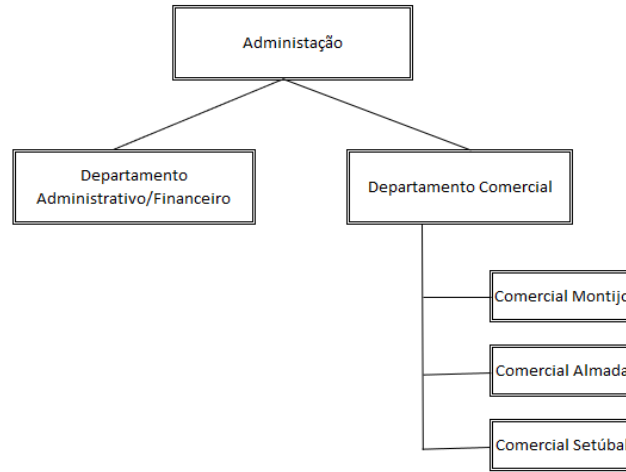 Administação
Departamento
Administrativo/Financeiro
Departamento Comercial
Comercial Montijo
Comercial Almada
Comercial Setúbal